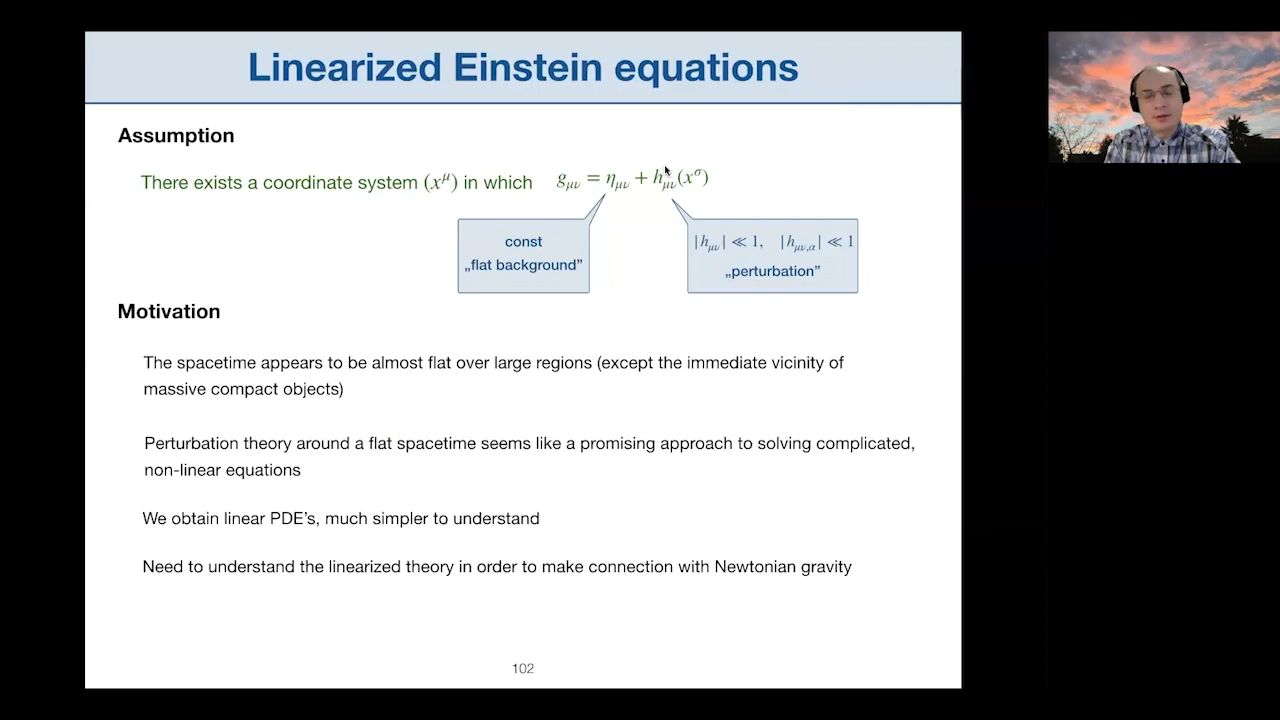 Linearized Einstein equations
Assumption
There exists a coordinate system (x^μ) in which g_μν = η_μν + h_μν(x^σ)
const
„flat background”
|h_μν| ≪ 1, |h_μν,α| ≪ 1
„perturbation”
Motivation
The spacetime appears to be almost flat over large regions (except the immediate vicinity of
massive compact objects)
Perturbation theory around a flat spacetime seems like a promising approach to solving complicated,
non-linear equations
We obtain linear PDE’s, much simpler to understand
Need to understand the linearized theory in order to make connection with Newtonian gravity
102